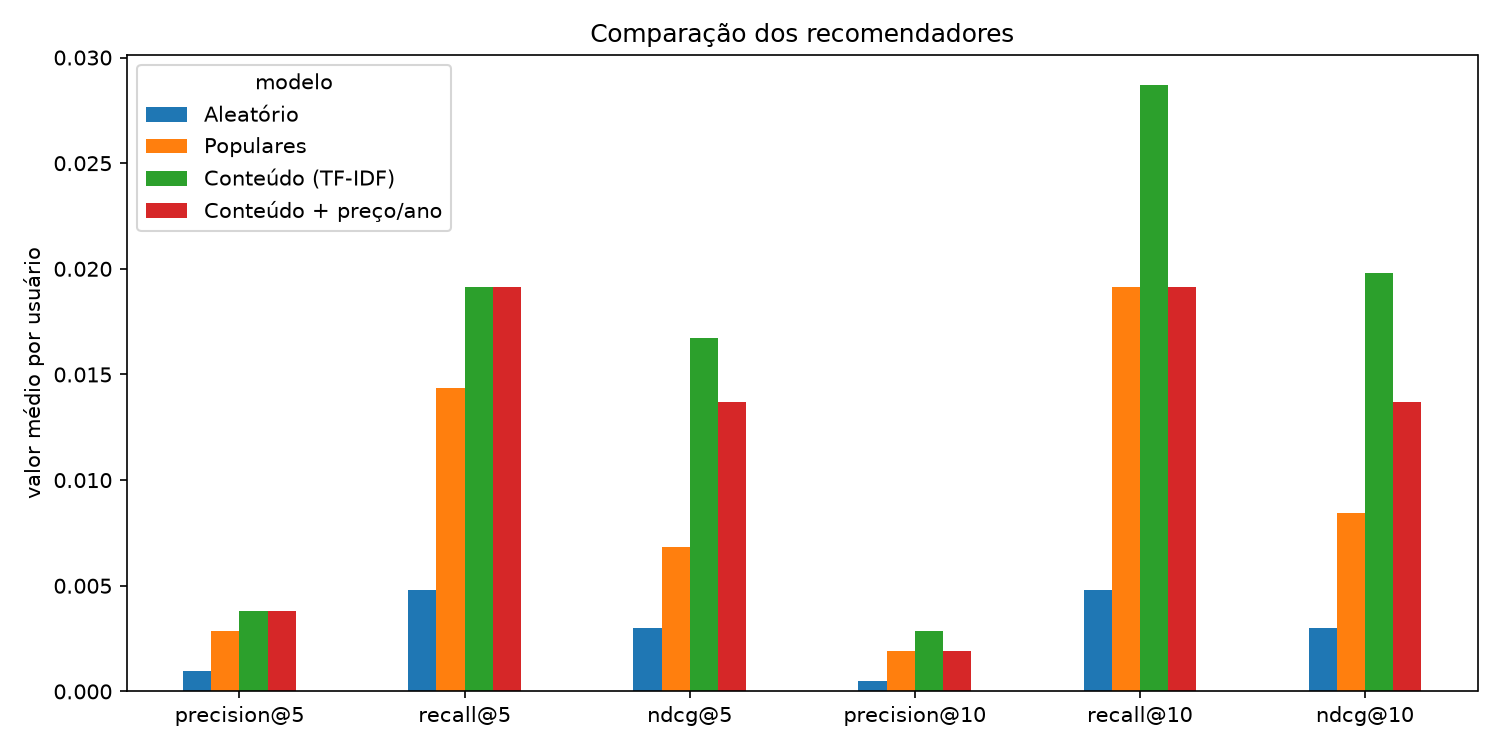 Comparação dos recomendadores
modelo
Aleatório
Populares
Conteúdo (TF-IDF)
Conteúdo + preço/ano
valor médio por usuário
0.030
0.025
0.020
0.015
0.010
0.005
0.000
precision@5
recall@5
ndcg@5
precision@10
recall@10
ndcg@10